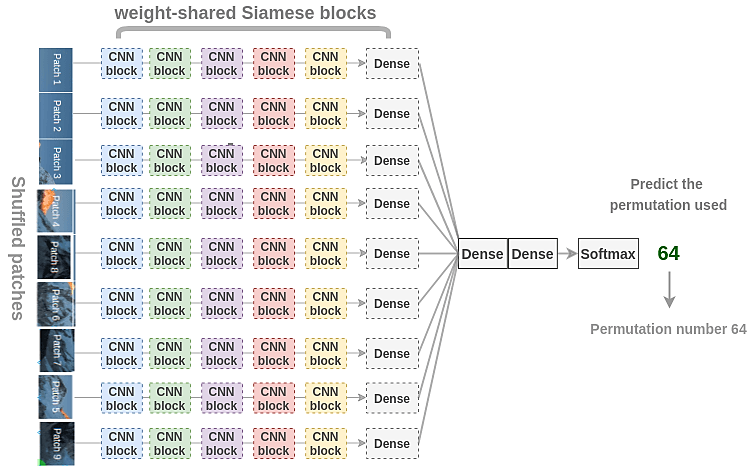 weight-shared Siamese blocks
Shuffled patches
Patch 1
CNN block CNN block CNN block CNN block CNN block Dense
Patch 2
CNN block CNN block CNN block CNN block CNN block Dense
Patch 3
CNN block CNN block CNN block CNN block CNN block Dense
Patch 4
CNN block CNN block CNN block CNN block CNN block Dense
Patch 8
CNN block CNN block CNN block CNN block CNN block Dense
Patch 6
CNN block CNN block CNN block CNN block CNN block Dense
Patch 7
CNN block CNN block CNN block CNN block CNN block Dense
Patch 5
CNN block CNN block CNN block CNN block CNN block Dense
Patch 9
CNN block CNN block CNN block CNN block CNN block Dense
Dense Dense Softmax 64
Predict the
permutation used
Permutation number 64